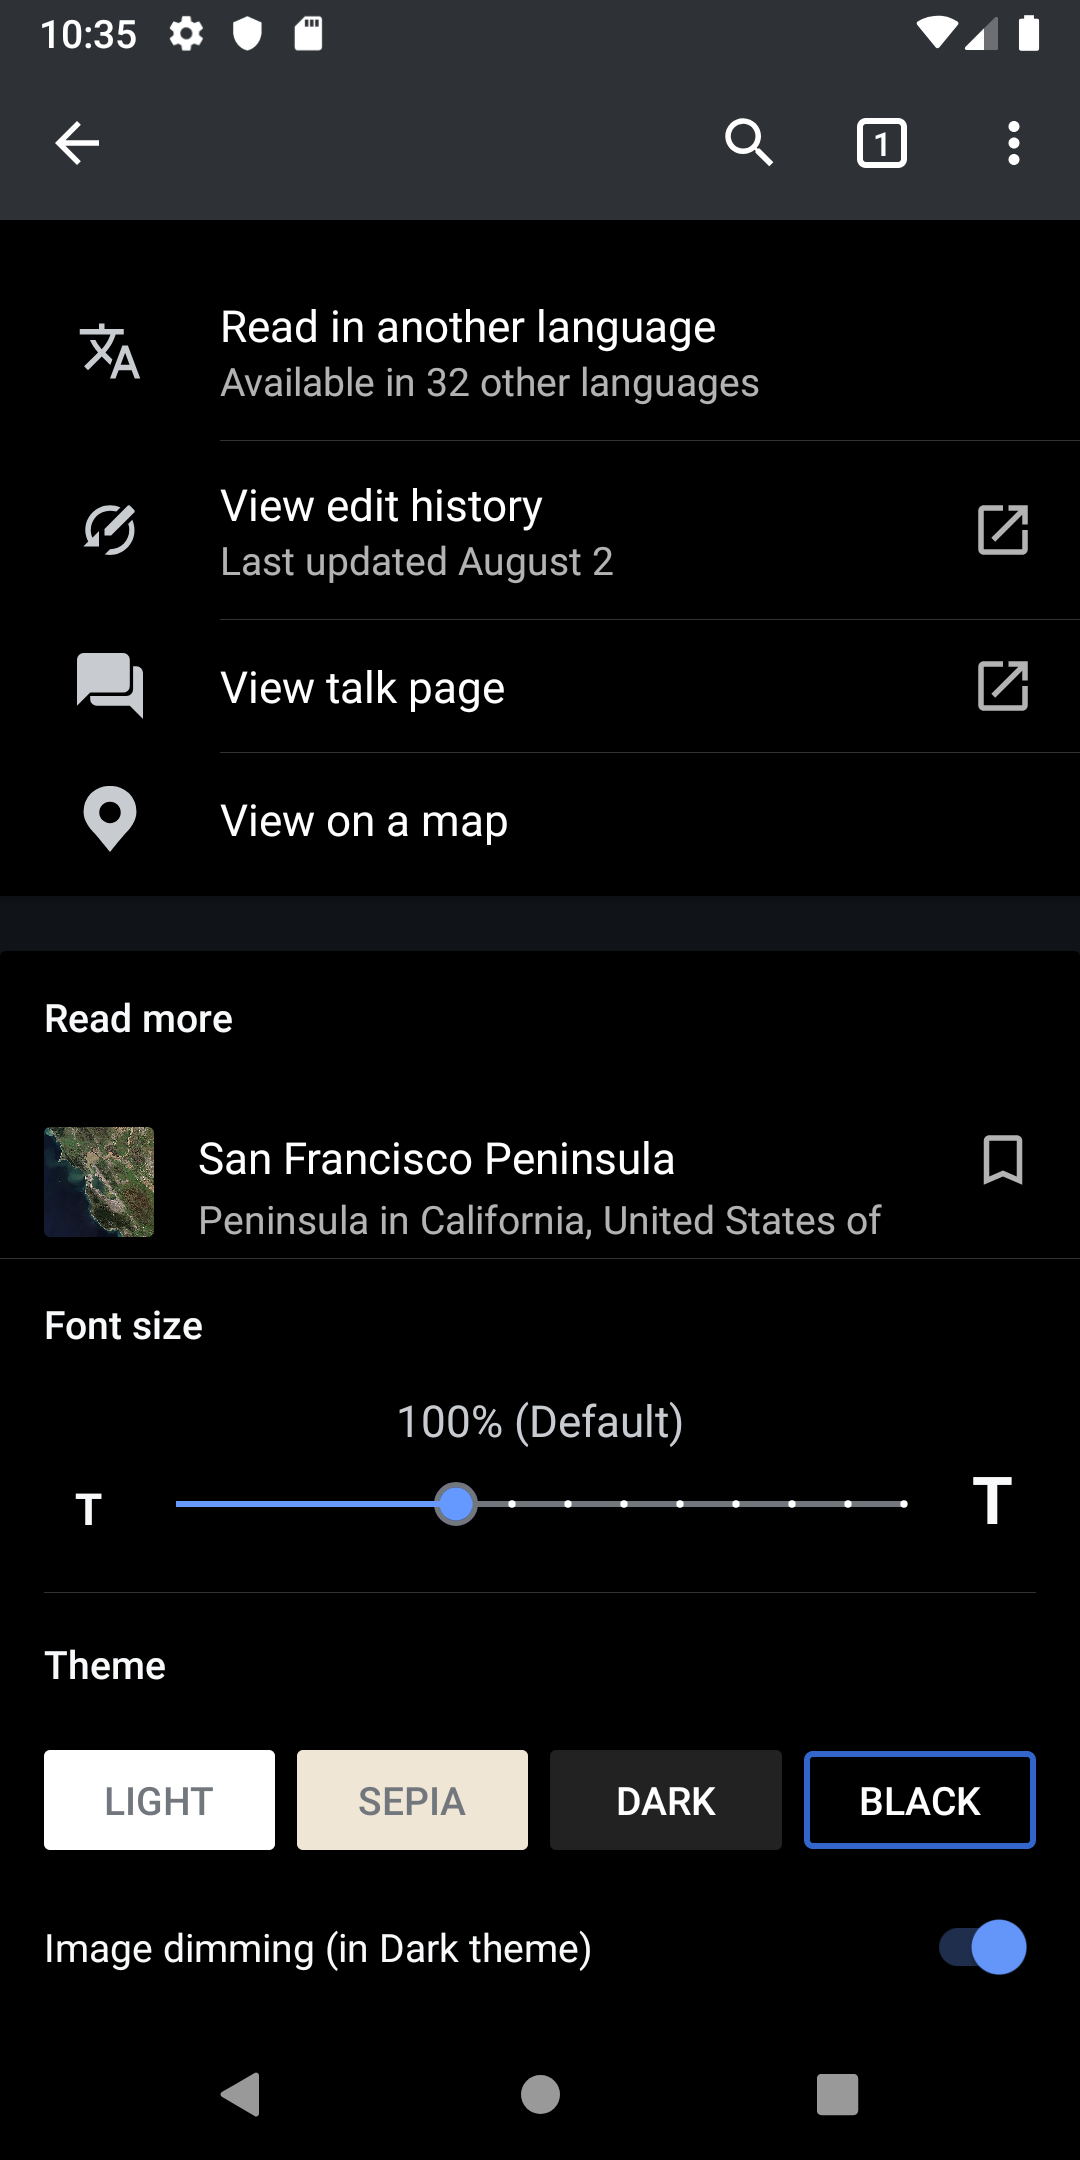 10:35
1
Read in another language
Available in 32 other languages
View edit history
Last updated August 2
View talk page
View on a map
Read more
San Francisco Peninsula
Peninsula in California, United States of
Font size
100% (Default)
T
T
Theme
LIGHT
SEPIA
DARK
BLACK
Image dimming (in Dark theme)